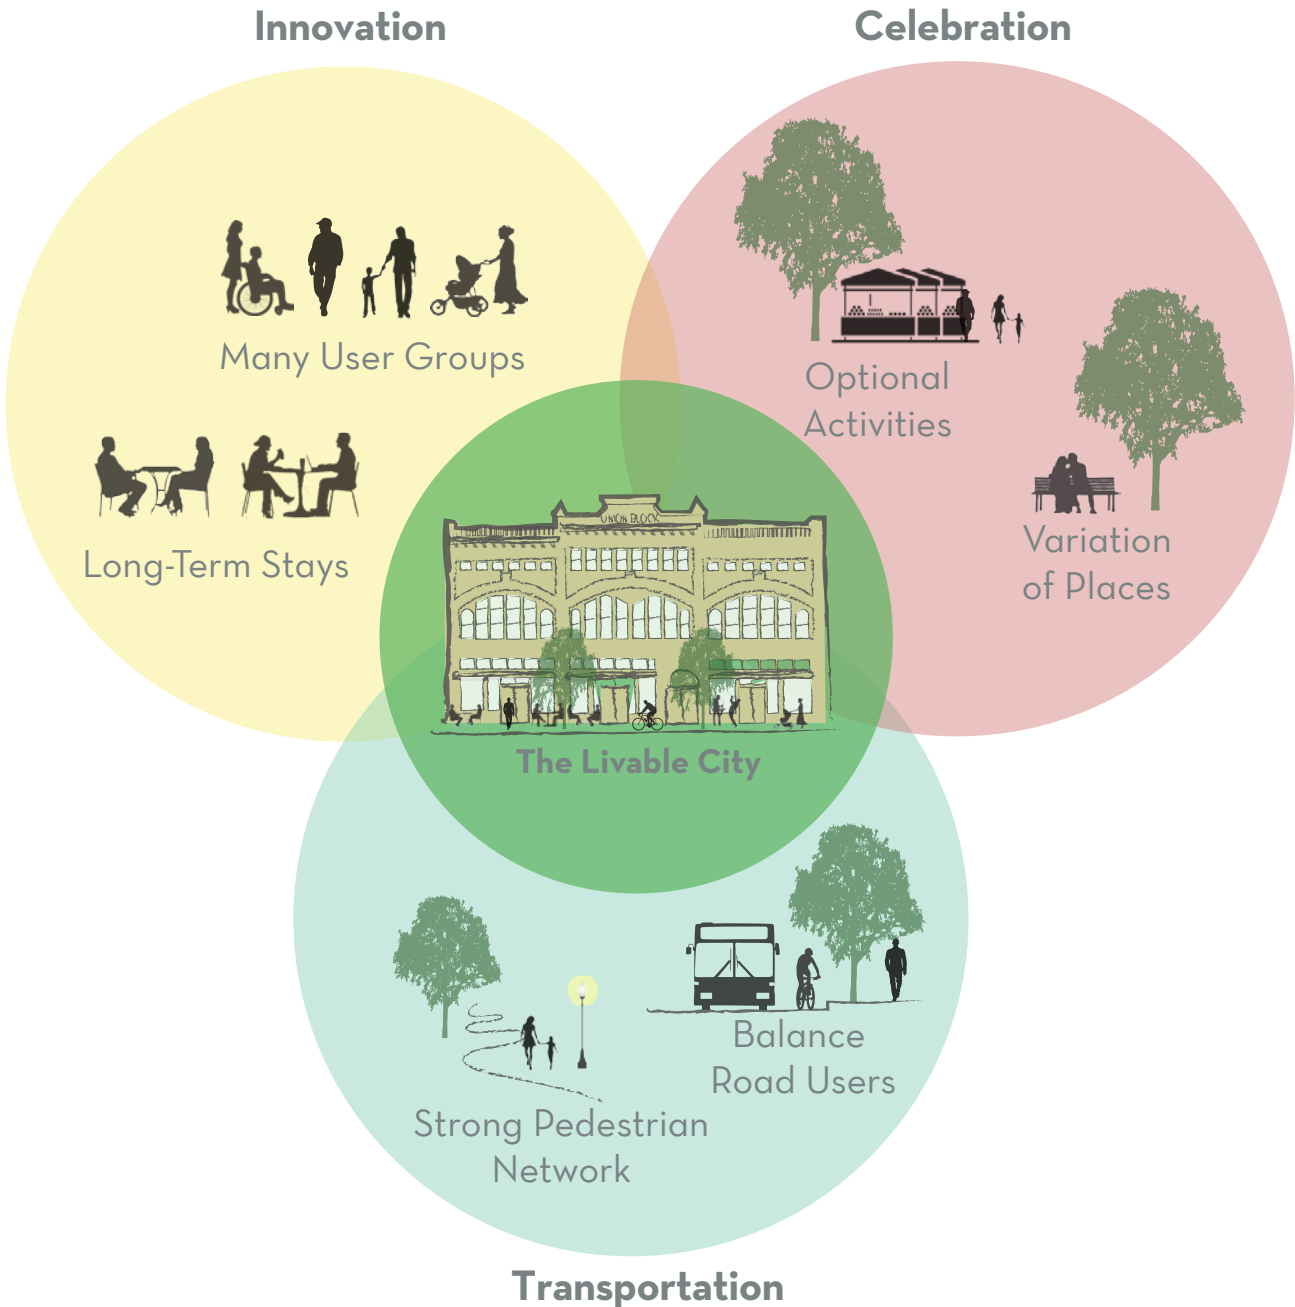 Innovation
Celebration
Many User Groups
Optional
Activities
Long-Term Stays
Variation
of Places
UNION BLOCK
The Livable City
Balance
Road Users
Strong Pedestrian
Network
Transportation